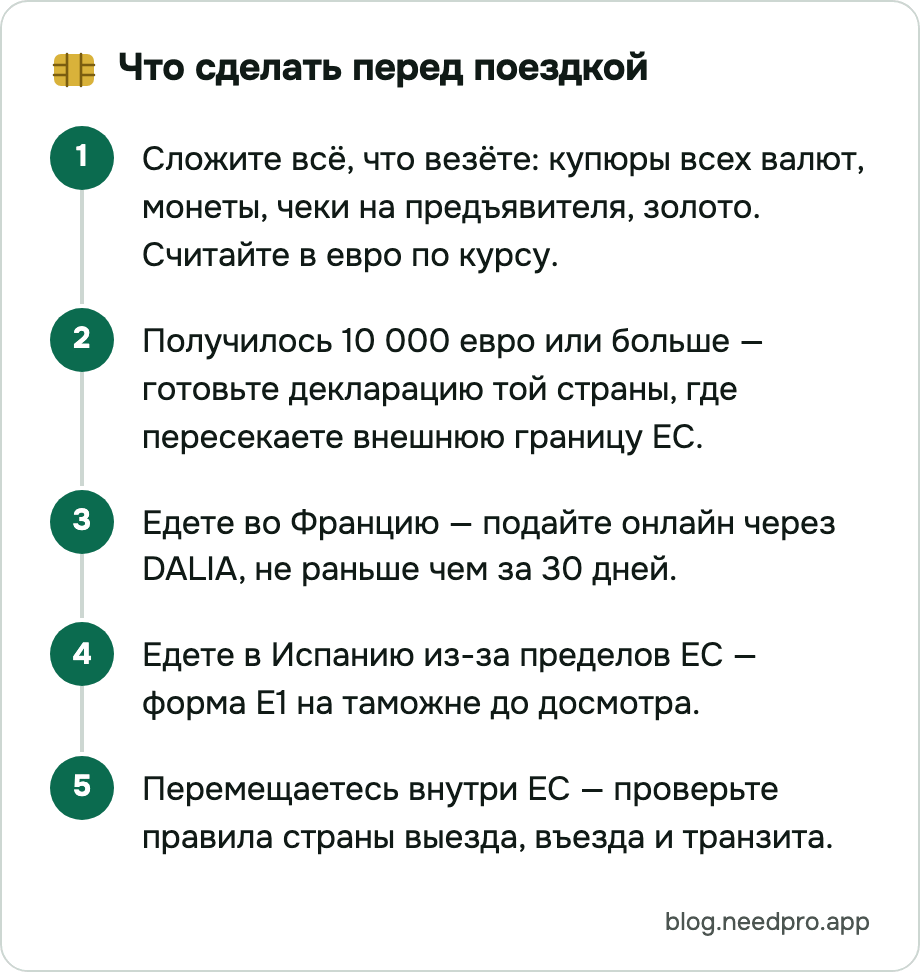 Что сделать перед поездкой
1
Сложите всё, что везёте: купюры всех валют,
монеты, чеки на предъявителя, золото.
Считайте в евро по курсу.
2
Получилось 10 000 евро или больше —
готовьте декларацию той страны, где
пересекаете внешнюю границу ЕС.
3
Едете во Францию — подайте онлайн через
DALIA, не раньше чем за 30 дней.
4
Едете в Испанию из-за пределов ЕС —
форма E1 на таможне до досмотра.
5
Перемещаетесь внутри ЕС — проверьте
правила страны выезда, въезда и транзита.
blog.needpro.app